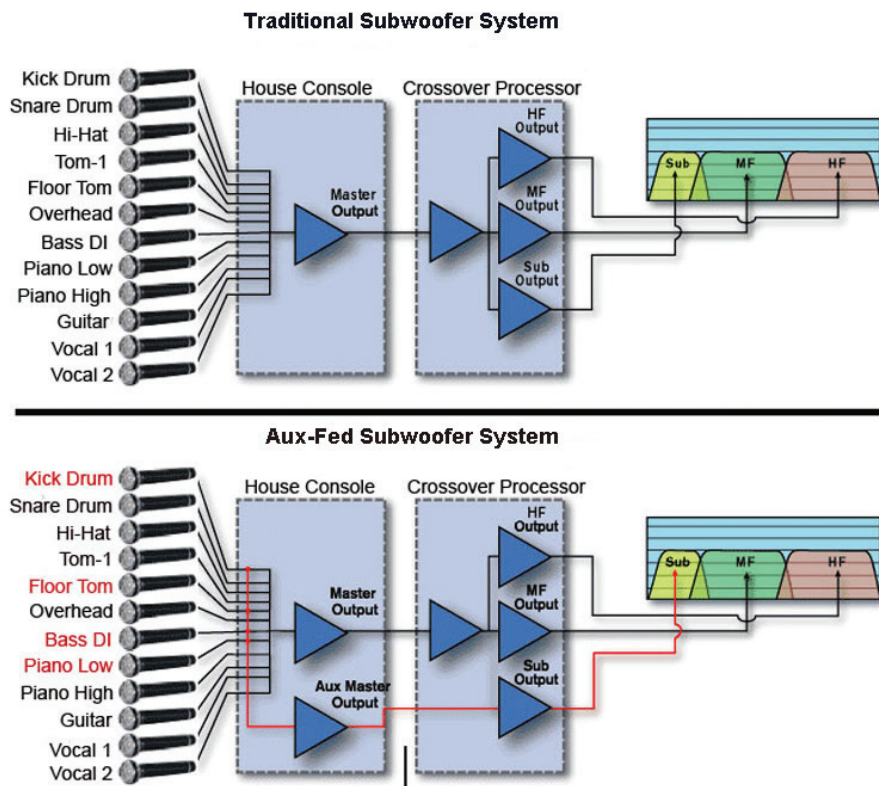 Traditional Subwoofer System
House Console
Crossover Processor
Kick Drum
Snare Drum
Hi-Hat
Tom-1
Floor Tom
Overhead
Bass DI
Piano Low
Piano High
Guitar
Vocal 1
Vocal 2
Master
Output
HF
Output
MF
Output
Sub
Output
Sub
MF
HF
Aux-Fed Subwoofer System
House Console
Crossover Processor
Kick Drum
Snare Drum
Hi-Hat
Tom-1
Floor Tom
Overhead
Bass DI
Piano Low
Piano High
Guitar
Vocal 1
Vocal 2
Master
Output
Aux Master
Output
HF
Output
MF
Output
Sub
Output
Sub
MF
HF